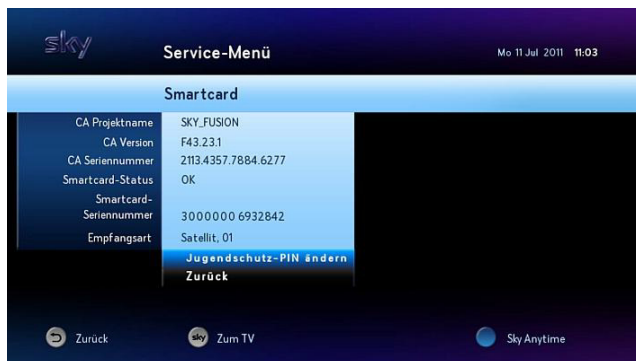 sky
Service-Menü
Mo 11 Jul 2011 11:03
Smartcard
CA Projektname SKY_FUSION
CA Version F43.23.1
CA Seriennummer 2113.4357.7884.6277
Smartcard-Status OK
Smartcard-
Seriennummer 3000000 6932842
Empfangsart Satellit, 01
Jugendschutz-PIN ändern
Zurück
Zurück
sky Zum TV
Sky Anytime